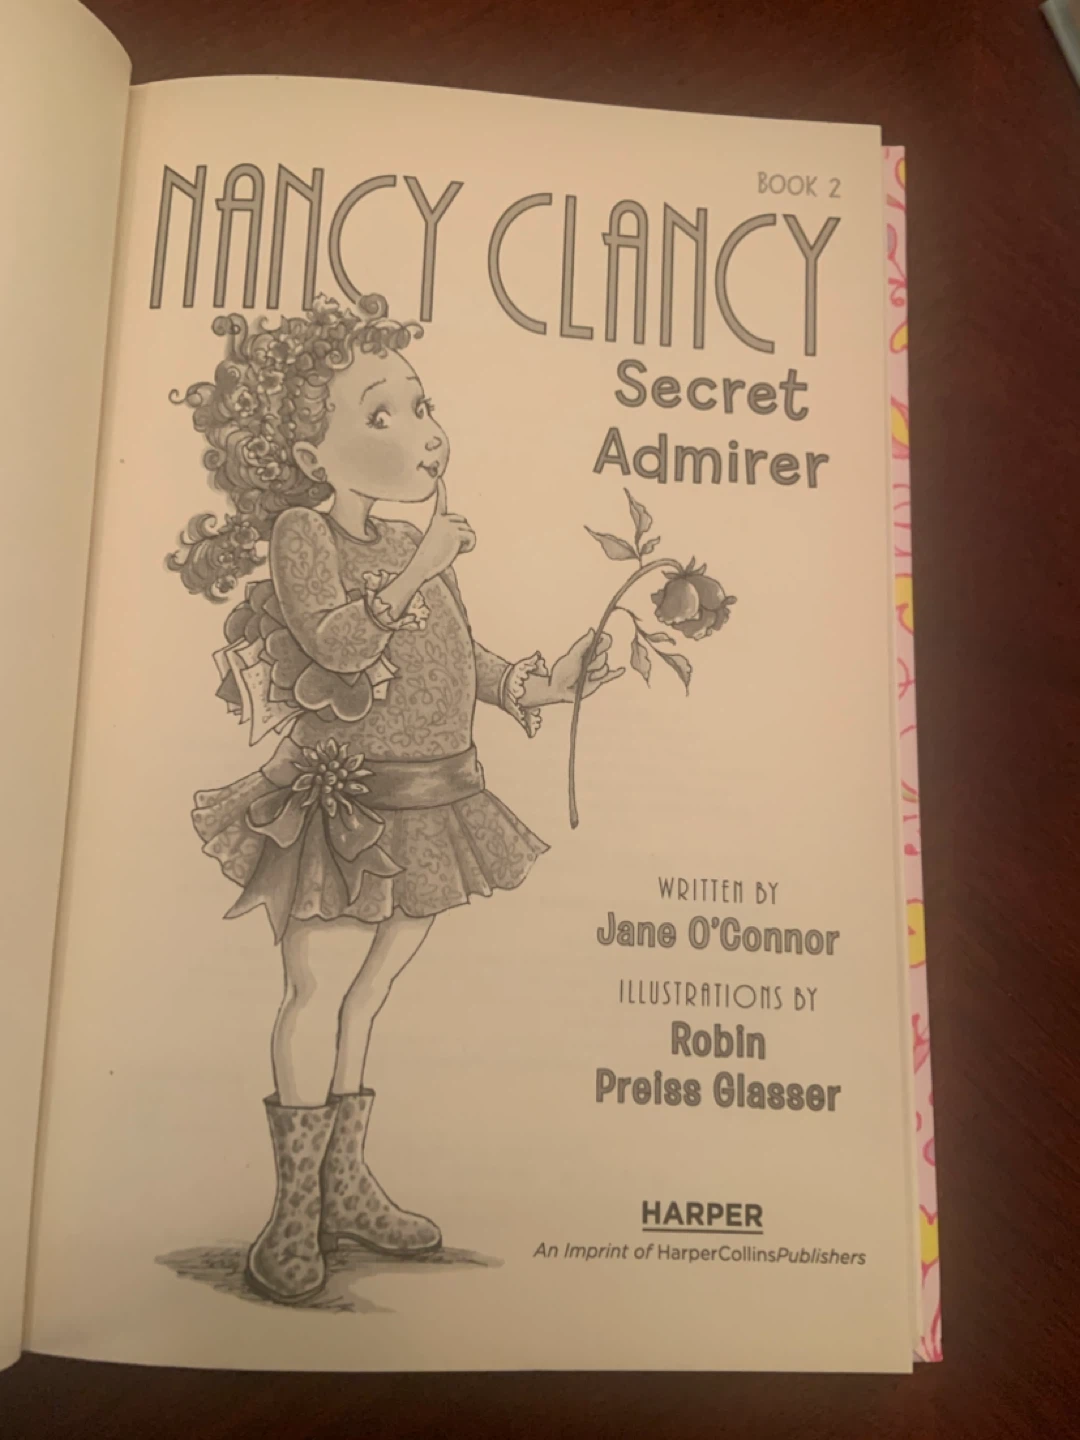 BOOK 2
NANCY CLANCY
Secret
Admirer
WRITTEN BY
Jane O'Connor
ILLUSTRATIONS BY
Robin
Preiss Glasser
HARPER
An Imprint of HarperCollinsPublishers